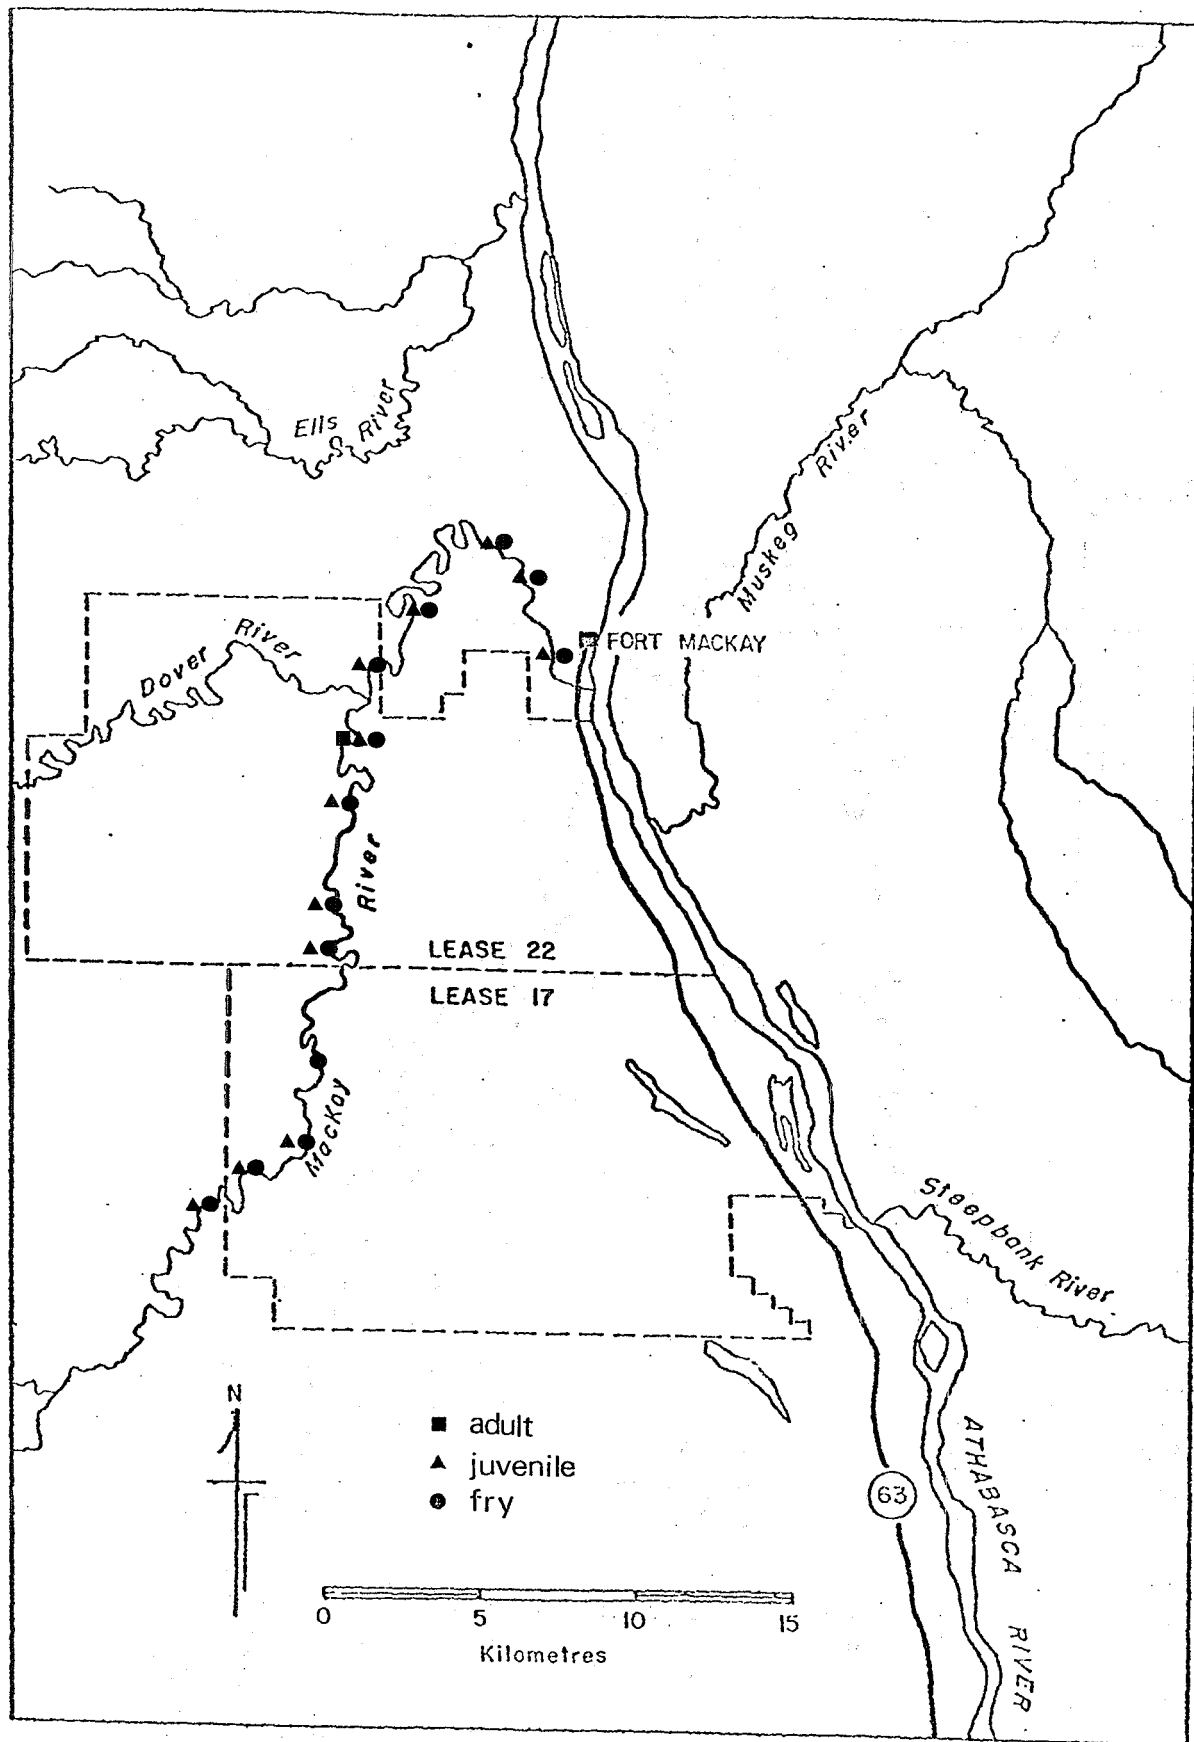 Ells River
Muskeg River
FORT MACKAY
Dover River
River
LEASE 22
LEASE 17
MacKay
Steepbank River
N
adult
juvenile
fry
63
ATHABASCA RIVER
0 5 10 15
Kilometres